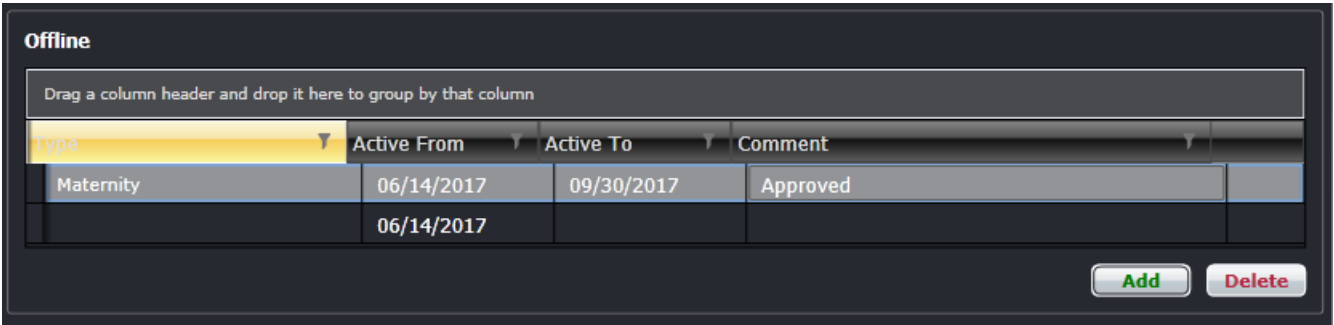 Offline
Drag a column header and drop it here to group by that column
Type Active From Active To Comment
Maternity 06/14/2017 09/30/2017 Approved
06/14/2017
Add Delete